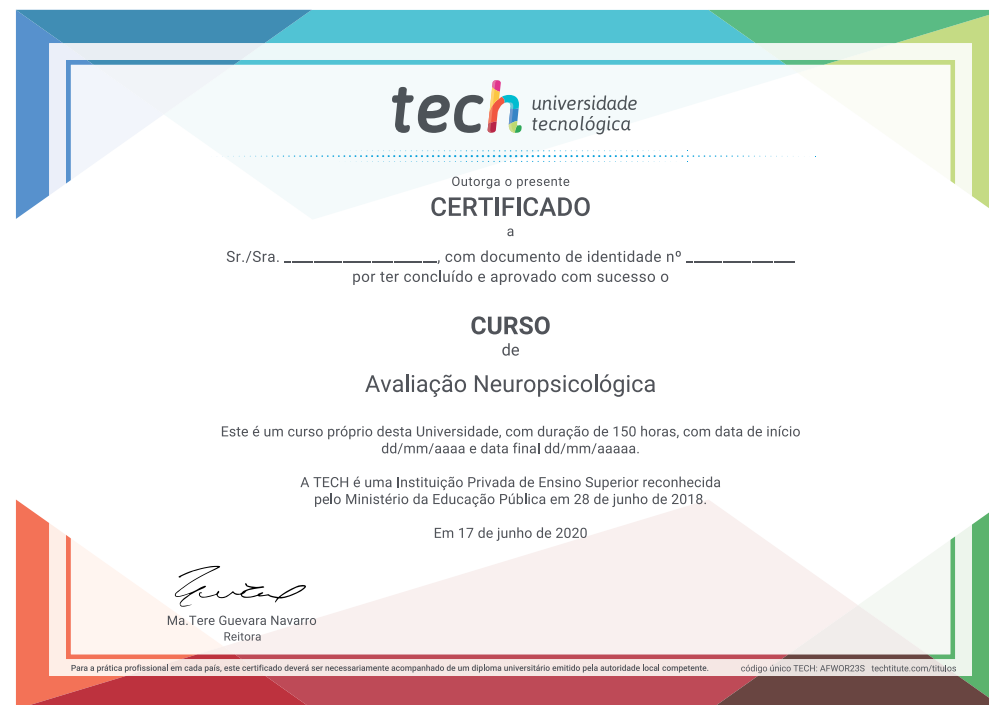 tech universidade
tecnológica
Outorga o presente
CERTIFICADO
a
Sr./Sra. _________________, com documento de identidade nº ____________
por ter concluído e aprovado com sucesso o
CURSO
de
Avaliação Neuropsicológica
Este é um curso próprio desta Universidade, com duração de 150 horas, com data de início
dd/mm/aaaa e data final dd/mm/aaaaa.
A TECH é uma Instituição Privada de Ensino Superior reconhecida
pelo Ministério da Educação Pública em 28 de junho de 2018.
Em 17 de junho de 2020
Ma.Tere Guevara Navarro
Reitora
Para a prática profissional em cada país, este certificado deverá ser necessariamente acompanhado de um diploma universitário emitido pela autoridade local competente. código único TECH: AFWOR23S techtitute.com/titulos